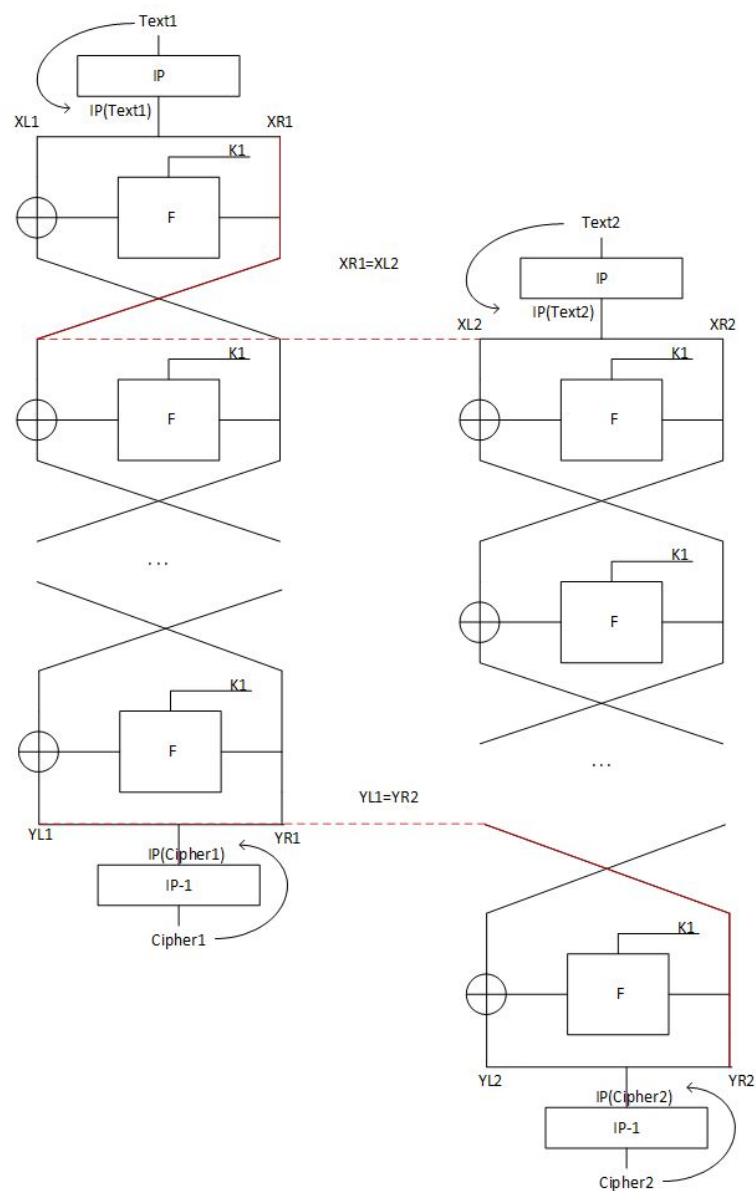 Text1
IP
IP(Text1)
XL1
XR1
K1
F
XR1=XL2
Text2
IP
IP(Text2)
XL2
XR2
K1
F
K1
F
...
K1
F
K1
F
YL1=YR2
...
YL1
YR1
IP(Cipher1)
IP-1
Cipher1
K1
F
YL2
YR2
IP(Cipher2)
IP-1
Cipher2